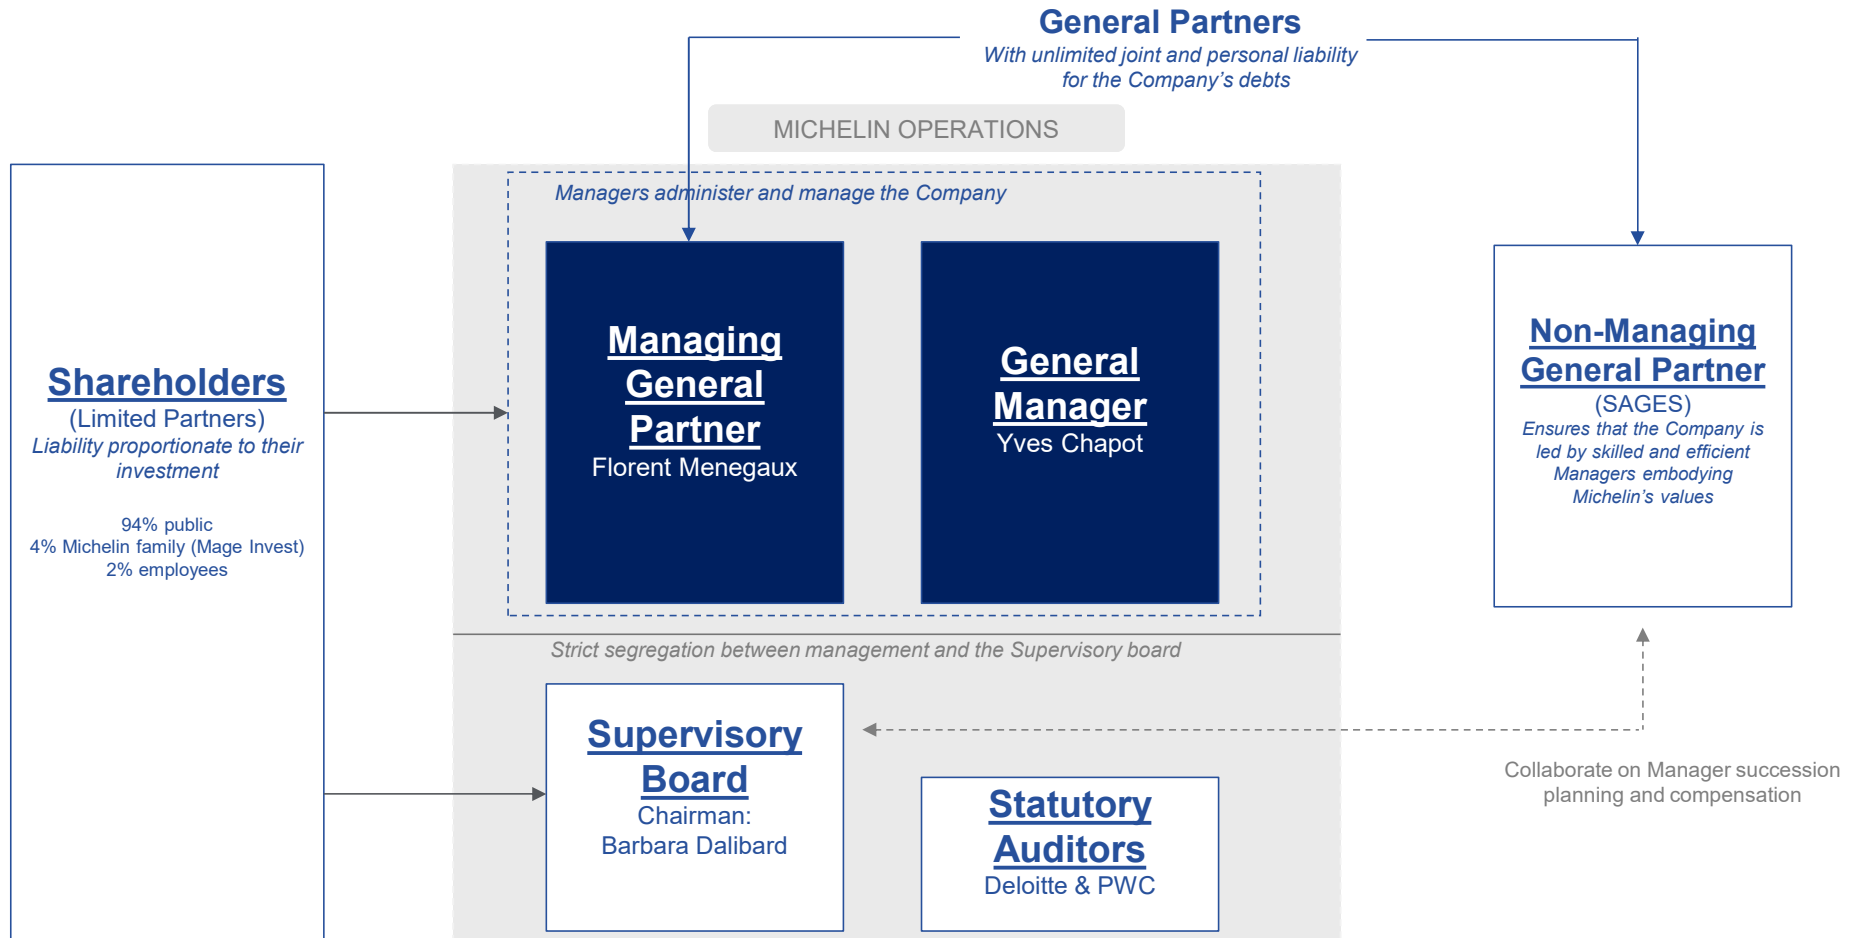 General Partners
With unlimited joint and personal liability
for the Company's debts
MICHELIN OPERATIONS
Managers administer and manage the Company
Shareholders
(Limited Partners)
Liability proportionate to their
investment
94% public
4% Michelin family (Mage Invest)
2% employees
Managing
General
Partner
Florent Menegaux
General
Manager
Yves Chapot
Non-Managing
General Partner
(SAGES)
Ensures that the Company is
led by skilled and efficient
Managers embodying
Michelin's values
Strict segregation between management and the Supervisory board
Supervisory
Board
Chairman:
Barbara Dalibard
Statutory
Auditors
Deloitte & PWC
Collaborate on Manager succession
planning and compensation